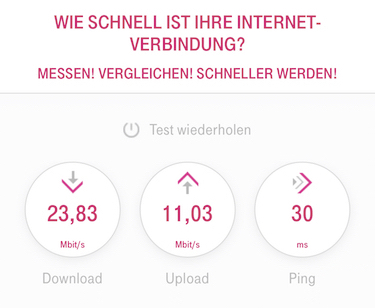 WIE SCHNELL IST IHRE INTERNET-
VERBINDUNG?
MESSEN! VERGLEICHEN! SCHNELLER WERDEN!
Test wiederholen
23,83 11,03 30
Mbit/s Mbit/s ms
Download Upload Ping